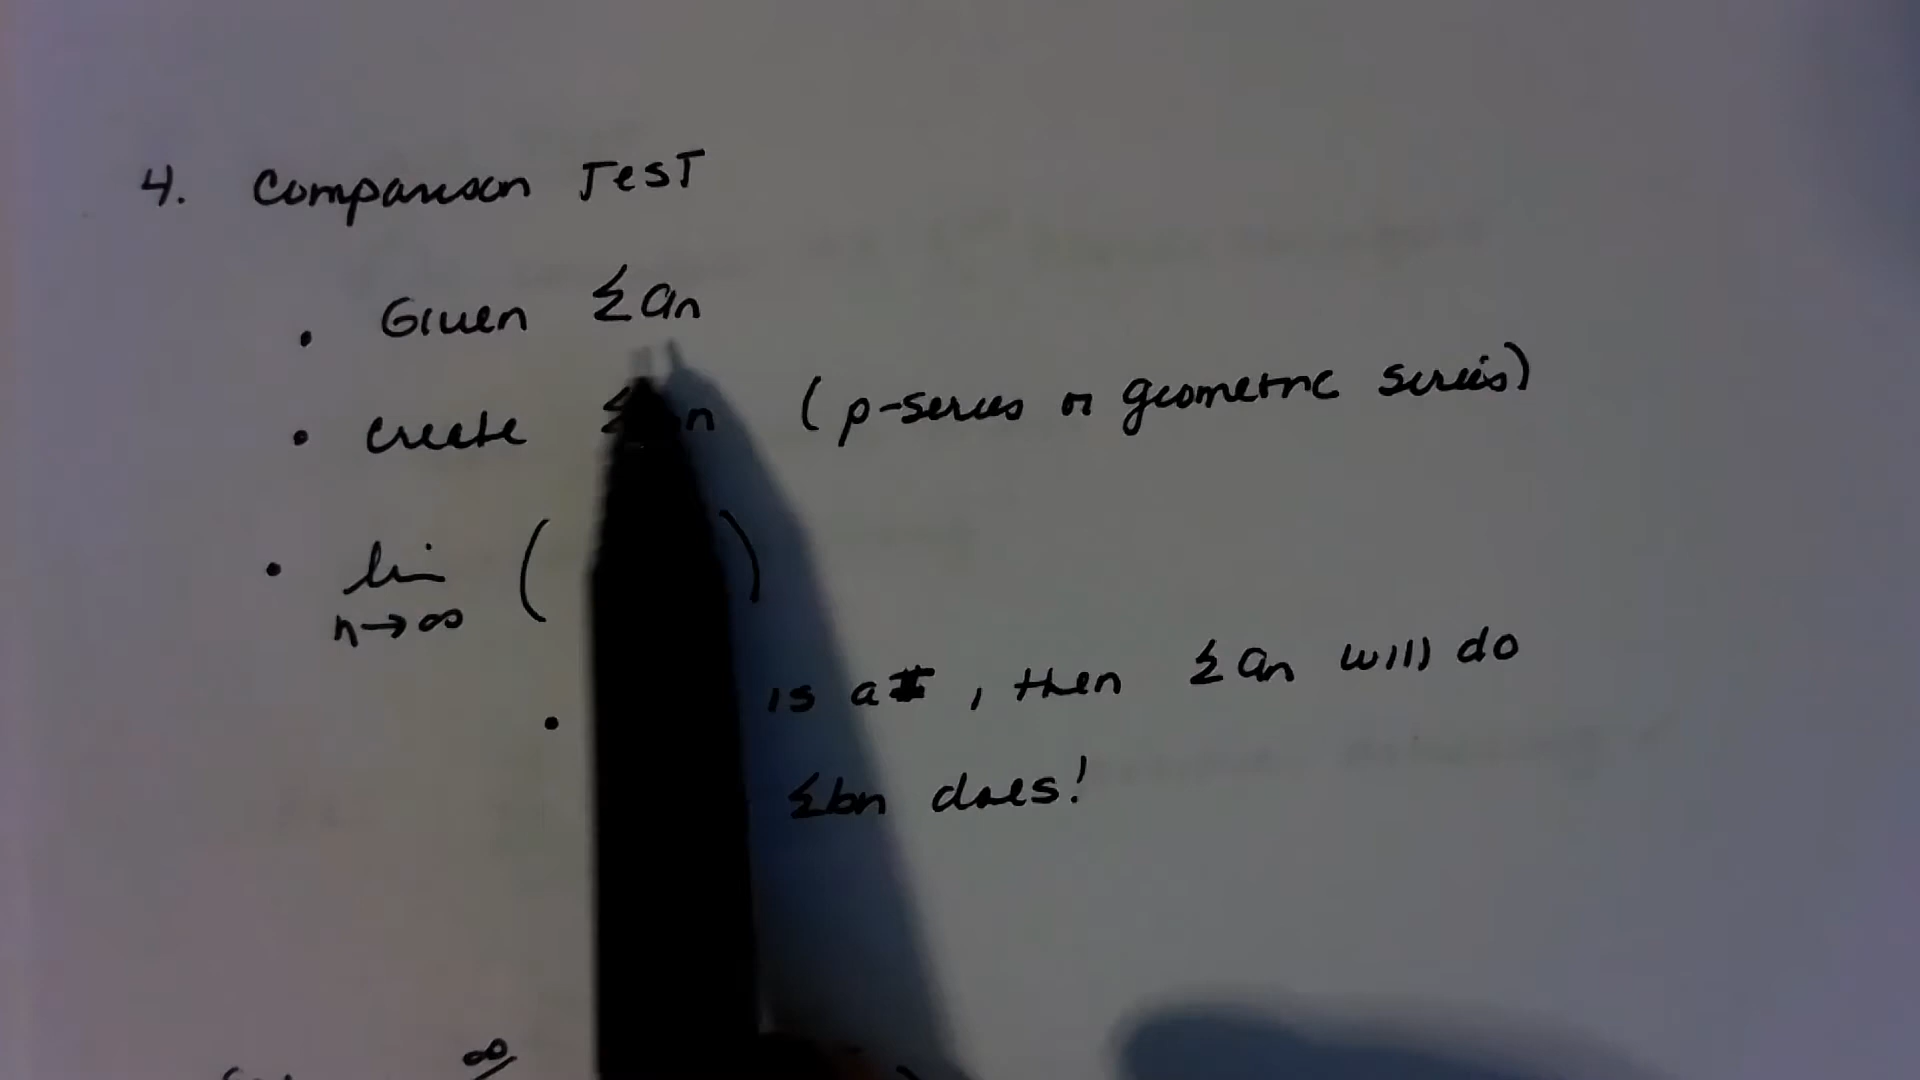 4. Comparison Test
• Given Σan
• create Σ n (p-series or geometric series)
• lim ( )
n→∞
• is a #, then Σan will do
Σbn does!
∞